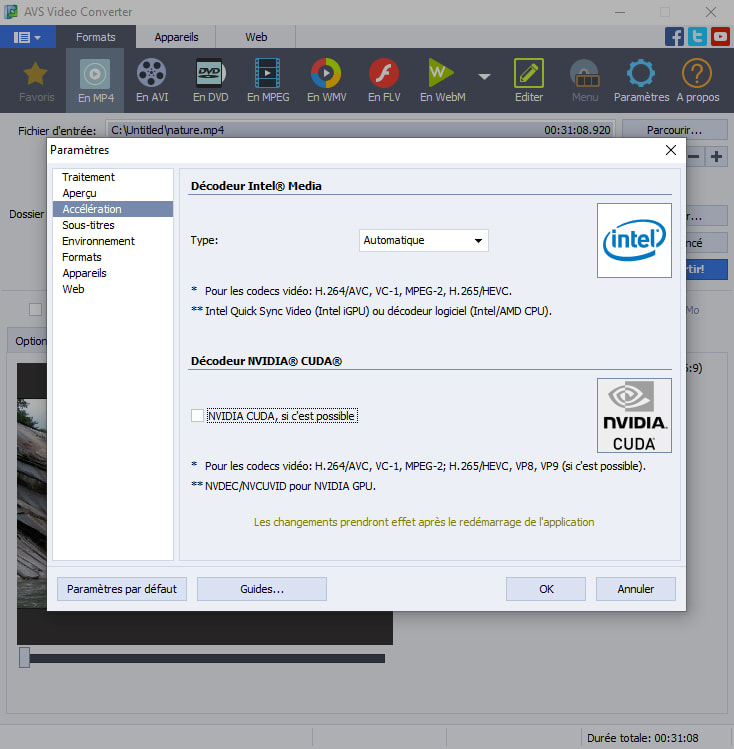 AVS Video Converter
Formats Appareils Web
Favoris En MP4 En AVI En DVD En MPEG En WMV En FLV En WebM Editer Menu Paramètres A propos
Fichier d'entrée: C:\Untitled\nature.mp4 00:31:08.920 Parcourir...
Paramètres
Traitement
Aperçu
Accélération
Sous-titres
Environnement
Formats
Appareils
Web
Dossier
Option
Décodeur Intel® Media
Type: Automatique
intel
* Pour les codecs vidéo: H.264/AVC, VC-1, MPEG-2, H.265/HEVC.
** Intel Quick Sync Video (Intel iGPU) ou décodeur logiciel (Intel/AMD CPU).
Décodeur NVIDIA® CUDA®
NVIDIA CUDA, si c'est possible
NVIDIA.
CUDA
* Pour les codecs vidéo: H.264/AVC, VC-1, MPEG-2; H.265/HEVC, VP8, VP9 (si c'est possible).
** NVDEC/NVCUVID pour NVIDIA GPU.
Les changements prendront effet après le redémarrage de l'application
r...
ncé
rtir!
Mo
5:9)
Paramètres par défaut Guides... OK Annuler
Durée totale: 00:31:08